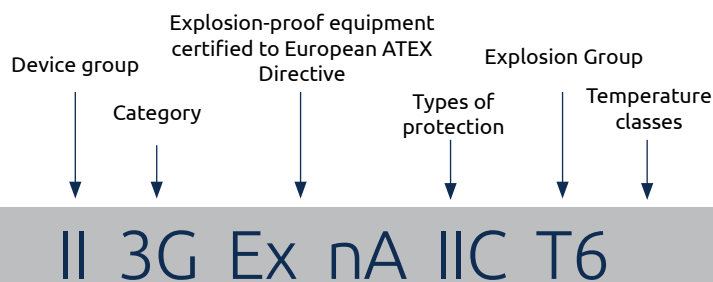 Explosion-proof equipment
certified to European ATEX
Directive
Device group
Explosion Group
Category
Types of
protection
Temperature
classes
II 3G Ex nA IIC T6